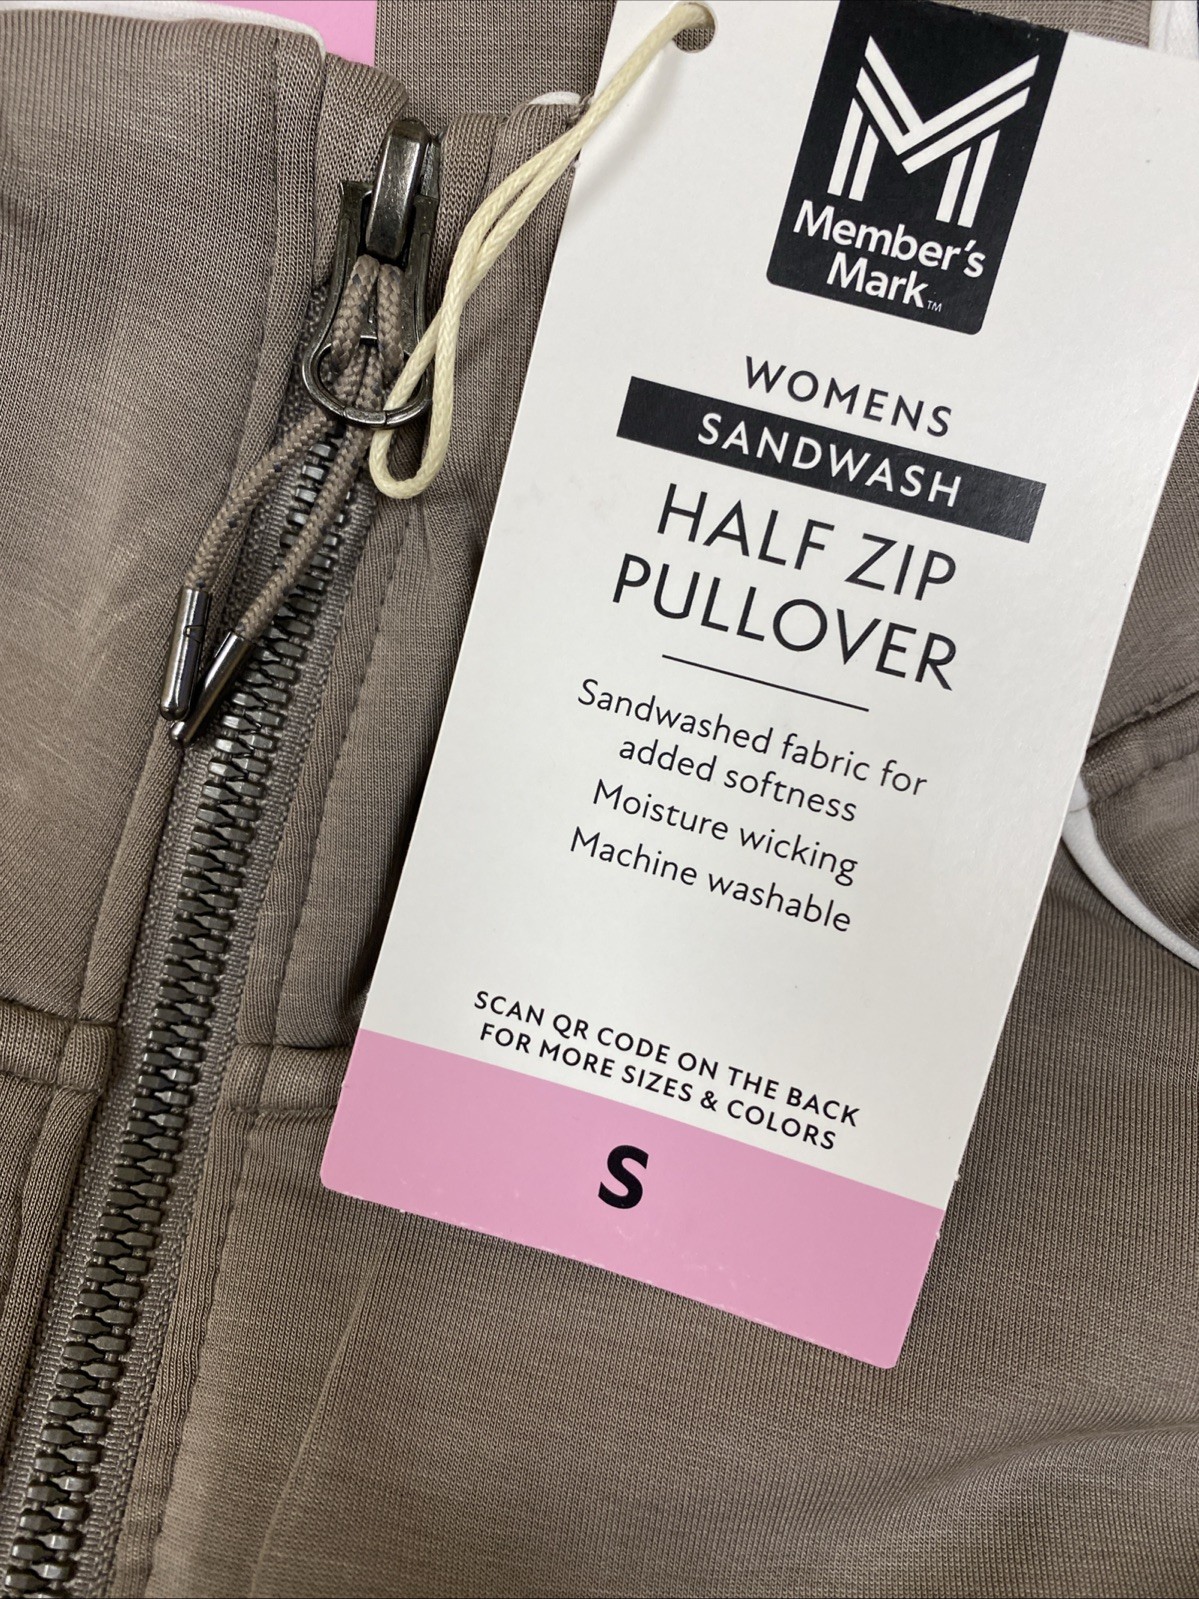 Member's
Mark™
WOMENS
SANDWASH
HALF ZIP
PULLOVER
Sandwashed fabric for
added softness
Moisture wicking
Machine washable
SCAN QR CODE ON THE BACK
FOR MORE SIZES & COLORS
S